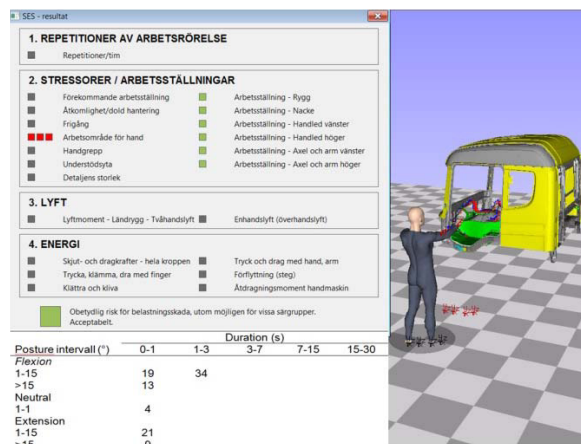 SES - resultat
1. REPETITIONER AV ARBETSRÖRELSE
Repetitioner/tim
2. STRESSORER / ARBETSSTÄLLNINGAR
Förekommande arbetsställning
Arbetsställning - Rygg
Åtkomlighet/dold hantering
Arbetsställning - Nacke
Frigång
Arbetsställning - Handled vänster
Arbetsområde för hand
Arbetsställning - Handled höger
Handgrepp
Arbetsställning - Axel och arm vänster
Understödsyta
Arbetsställning - Axel och arm höger
Detaljens storlek
3. LYFT
Lyftmoment - Ländrygg - Tvåhandslyft
Enhandslyft (överhandslyft)
4. ENERGI
Skjut- och dragkrafter - hela kroppen
Tryck och drag med hand, arm
Trycka, klämma, dra med finger
Förflyttning (steg)
Klättra och kliva
Åtdragningsmoment handmaskin
Obetydlig risk för belastningsskada, utom möjligen för vissa särgrupper.
Acceptabelt.
Duration (s)
Posture intervall (°) 0-1 1-3 3-7 7-15 15-30
Flexion
1-15 19 34
>15 13
Neutral
1-1 4
Extension
1-15 21
>15 9